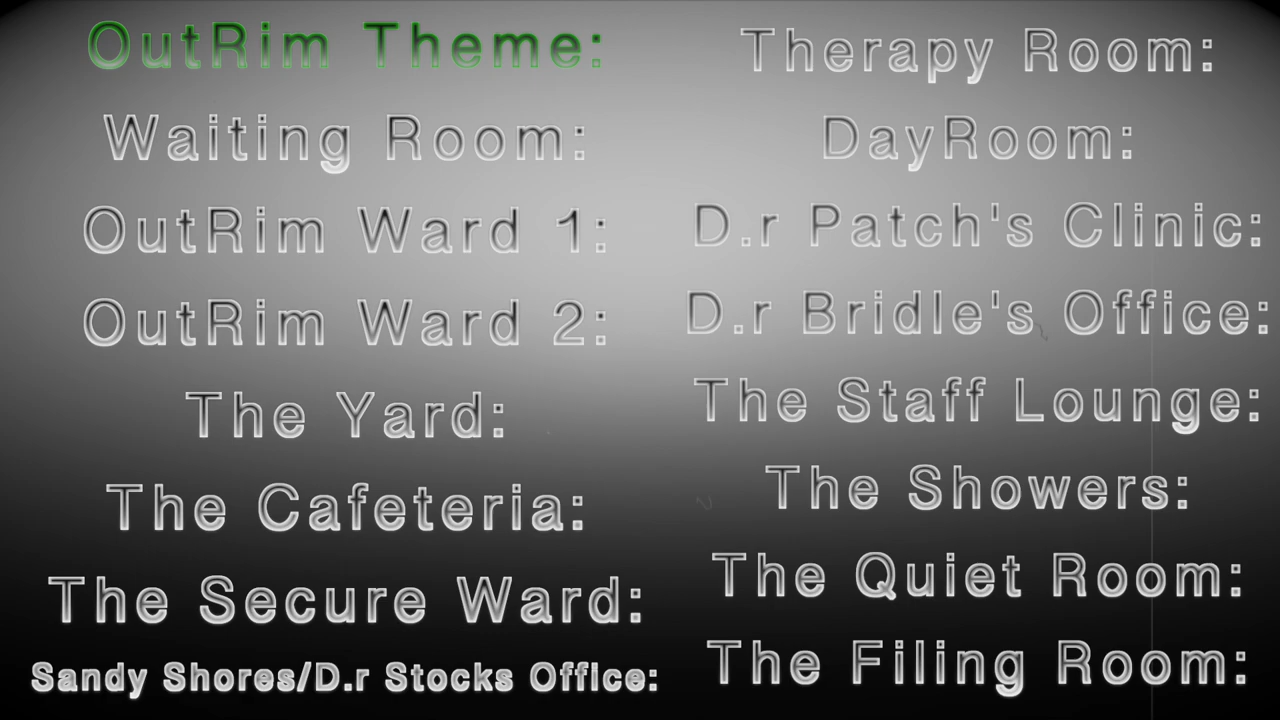 OutRim Theme:
Waiting Room:
OutRim Ward 1:
OutRim Ward 2:
The Yard:
The Cafeteria:
The Secure Ward:
Sandy Shores/D.r Stocks Office:
Therapy Room:
DayRoom:
D.r Patch's Clinic:
D.r Bridle's Office:
The Staff Lounge:
The Showers:
The Quiet Room:
The Filing Room: